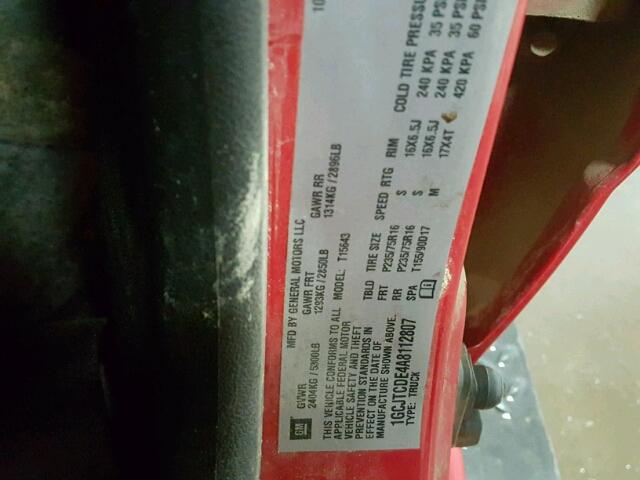 GM
MFD BY GENERAL MOTORS LLC
10
GVWR GAWR FRT GAWR RR
2404KG / 5300LB 1293KG / 2850LB 1314KG / 2896LB
THIS VEHICLE CONFORMS TO ALL MODEL: T15643
APPLICABLE FEDERAL MOTOR
VEHICLE SAFETY AND THEFT
PREVENTION STANDARDS IN
EFFECT ON THE DATE OF
MANUFACTURE SHOWN ABOVE.
1GCJTCDE4A8112807
TYPE: TRUCK
TBLD TIRE SIZE SPEED RTG RIM COLD TIRE PRESSU
FRT P235/75R16 S 16X6.5J 240 KPA 35 PSI
RR P235/75R16 S 16X6.5J 240 KPA 35 PSI
SPA T155/90D17 M 17X4T 420 KPA 60 PSI